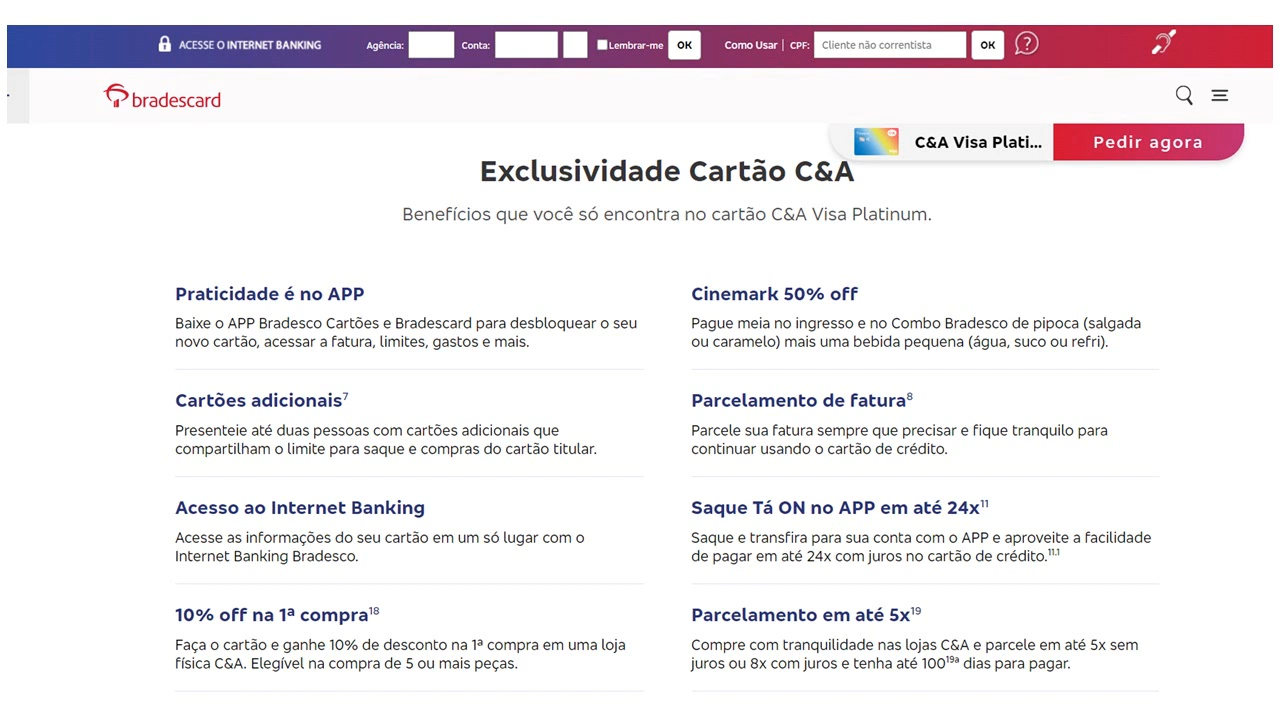 ACESSE O INTERNET BANKING Agência: Conta: Lembrar-me OK Como Usar | CPF: Cliente não correntista OK ?
bradescard
C&A Visa Plati... Pedir agora
Exclusividade Cartão C&A
Benefícios que você só encontra no cartão C&A Visa Platinum.
Praticidade é no APP
Baixe o APP Bradesco Cartões e Bradescard para desbloquear o seu
novo cartão, acessar a fatura, limites, gastos e mais.
Cinemark 50% off
Pague meia no ingresso e no Combo Bradesco de pipoca (salgada
ou caramelo) mais uma bebida pequena (água, suco ou refri).
Cartões adicionais7
Presenteie até duas pessoas com cartões adicionais que
compartilham o limite para saque e compras do cartão titular.
Parcelamento de fatura8
Parcele sua fatura sempre que precisar e fique tranquilo para
continuar usando o cartão de crédito.
Acesso ao Internet Banking
Acesse as informações do seu cartão em um só lugar com o
Internet Banking Bradesco.
Saque Tá ON no APP em até 24x11
Saque e transfira para sua conta com o APP e aproveite a facilidade
de pagar em até 24x com juros no cartão de crédito.11.1
10% off na 1ª compra18
Faça o cartão e ganhe 10% de desconto na 1ª compra em uma loja
física C&A. Elegível na compra de 5 ou mais peças.
Parcelamento em até 5x19
Compre com tranquilidade nas lojas C&A e parcele em até 5x sem
juros ou 8x com juros e tenha até 10019a dias para pagar.